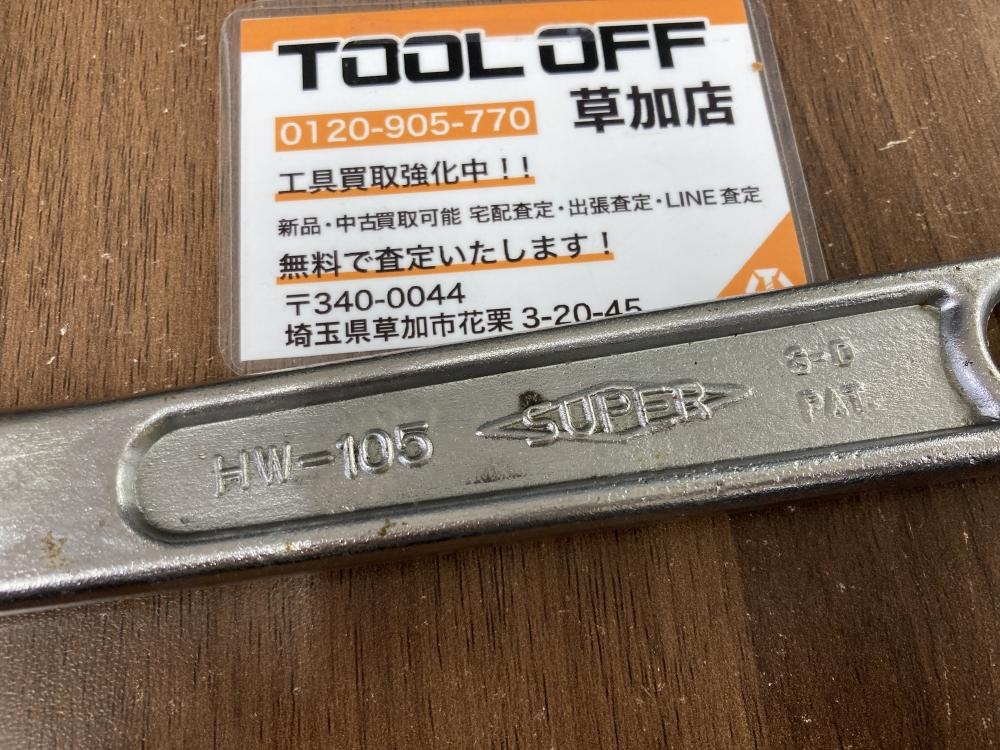 TOOL OFF
草加店
0120-905-770
工具買取強化中!!
新品・中古買取可能 宅配査定・出張査定・LINE査定
無料で査定いたします!
〒340-0044
埼玉県草加市花栗 3-20-45
HW-105
SUPER
PAT.